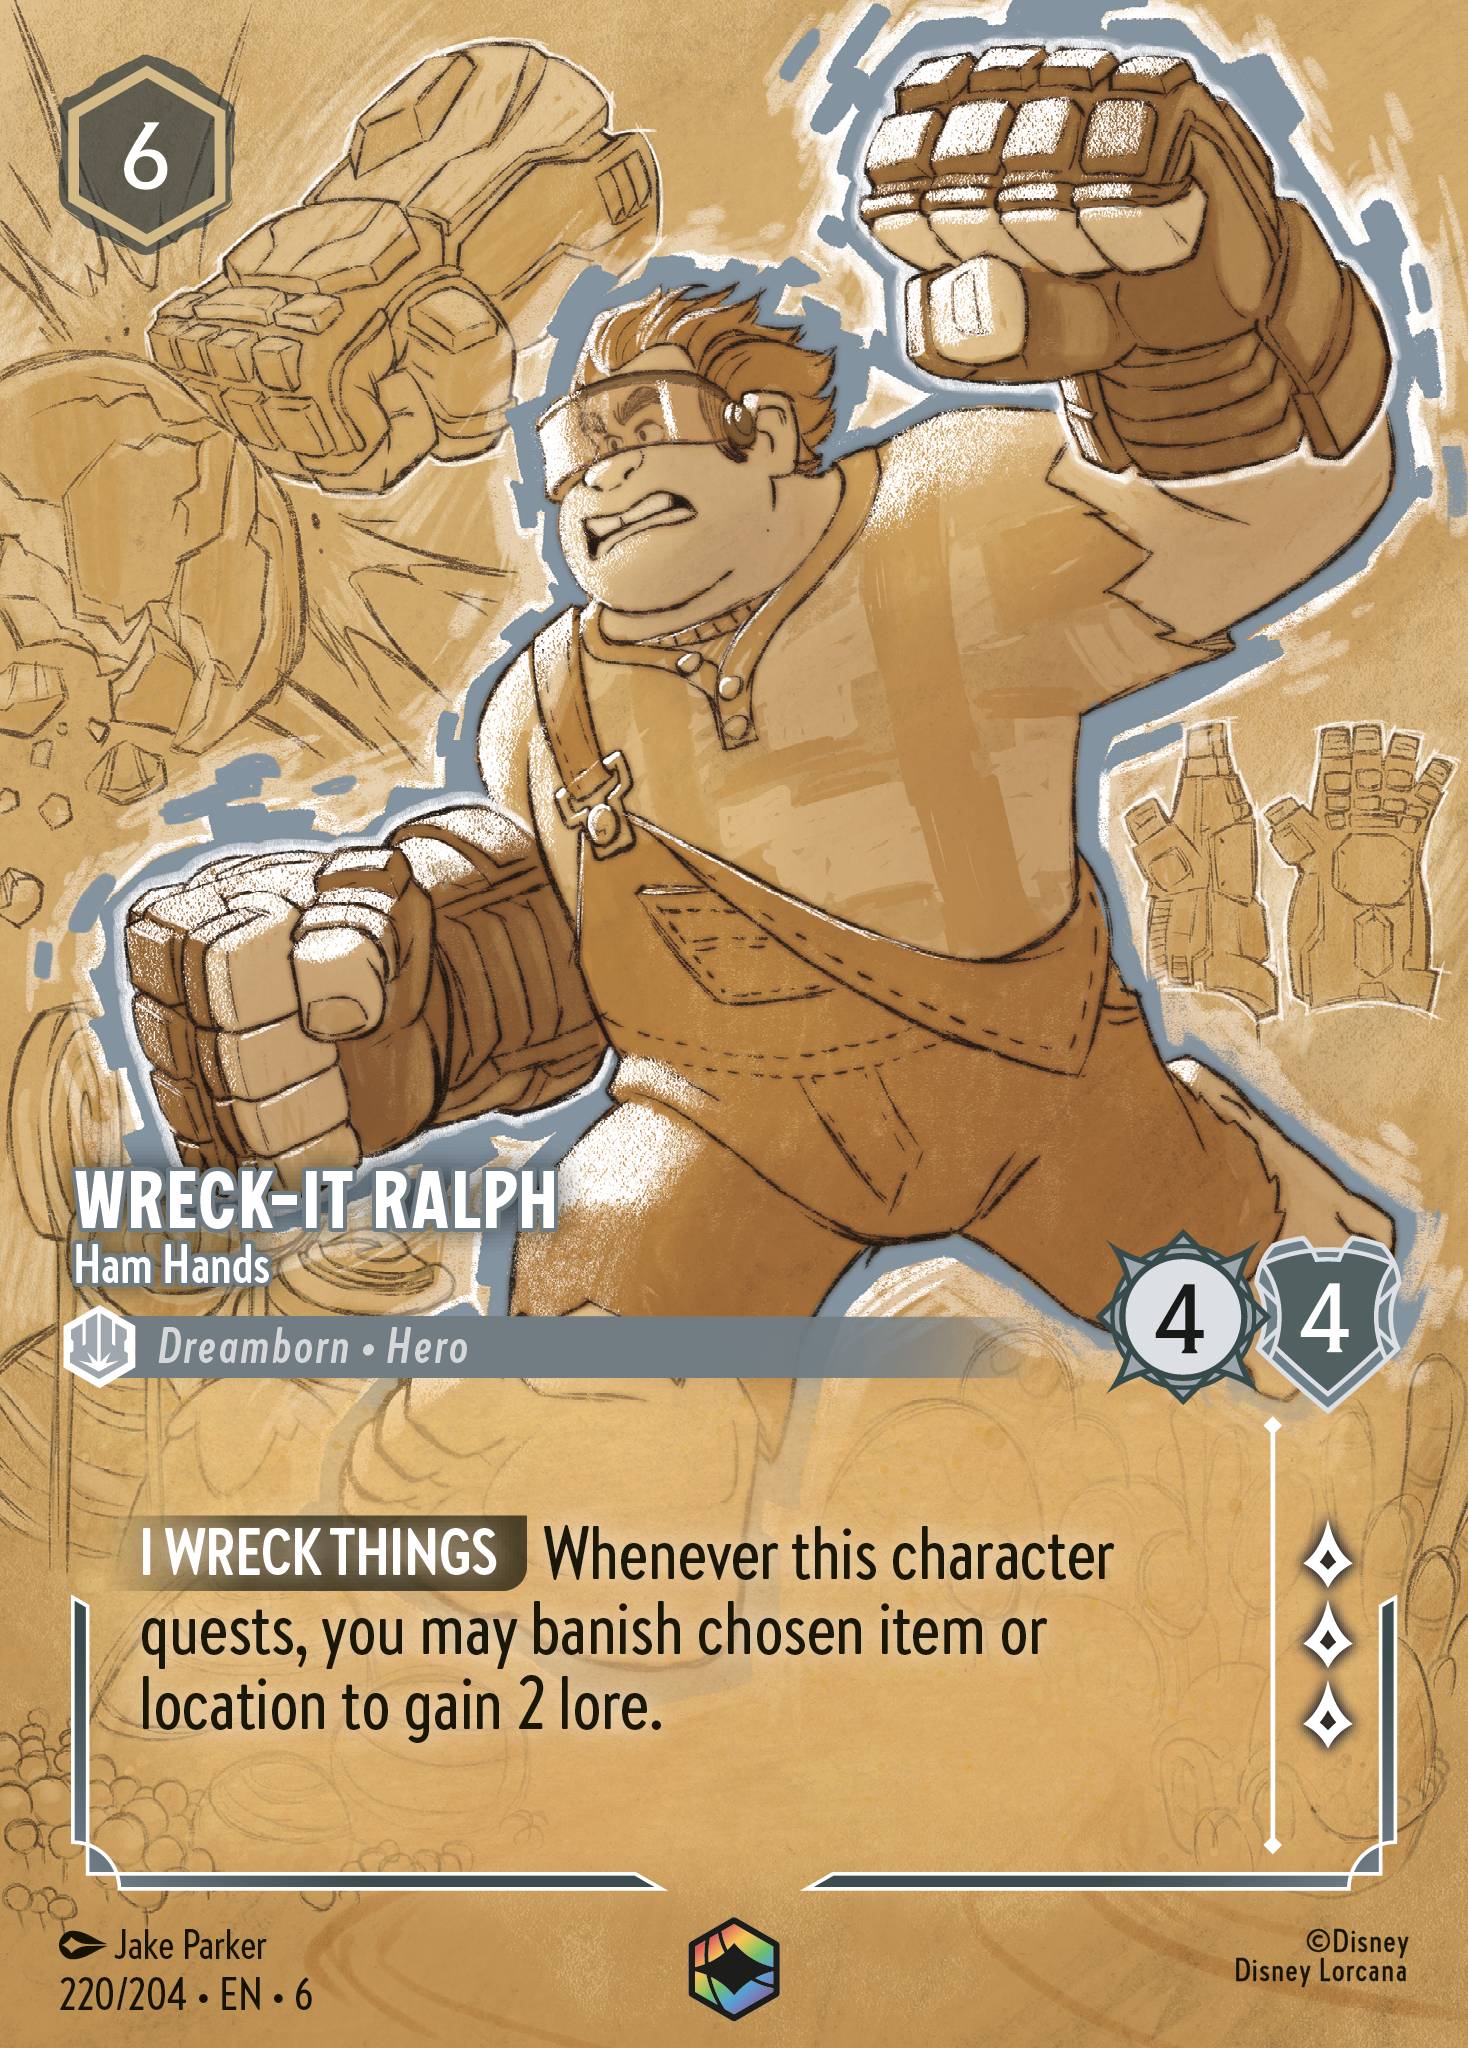 6
WRECK-IT RALPH
Ham Hands
Dreamborn • Hero
4 4
I WRECK THINGS Whenever this character
quests, you may banish chosen item or
location to gain 2 lore.
Jake Parker
220/204 • EN • 6
©Disney
Disney Lorcana